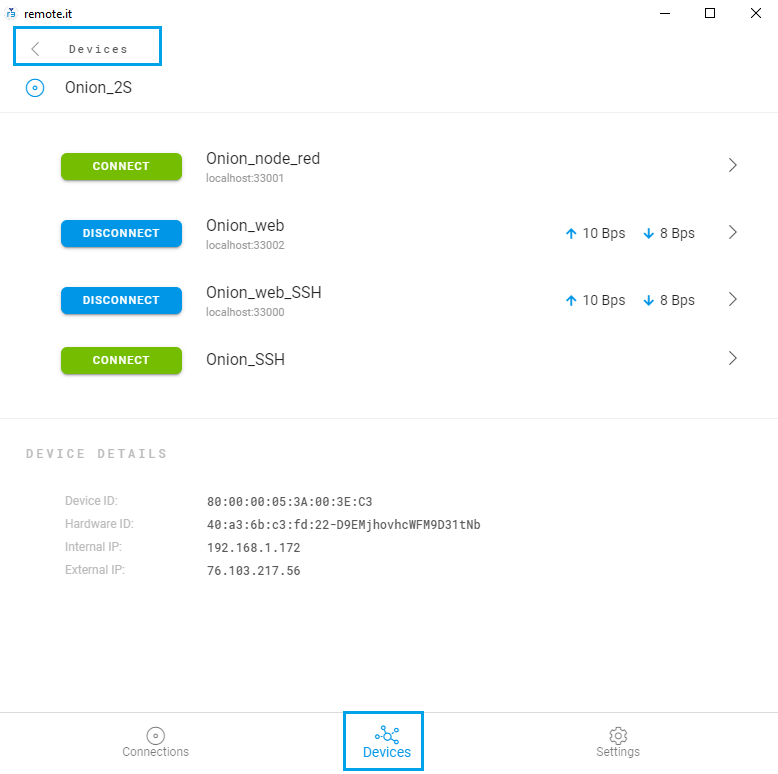 remote.it
Devices
Onion_2S
CONNECT Onion_node_red
localhost:33001
DISCONNECT Onion_web 10 Bps 8 Bps
localhost:33002
DISCONNECT Onion_web_SSH 10 Bps 8 Bps
localhost:33000
CONNECT Onion_SSH
DEVICE DETAILS
Device ID: 80:00:00:05:3A:00:3E:C3
Hardware ID: 40:a3:6b:c3:fd:22-D9EMjhovhcWFM9D31tNb
Internal IP: 192.168.1.172
External IP: 76.103.217.56
Connections Devices Settings